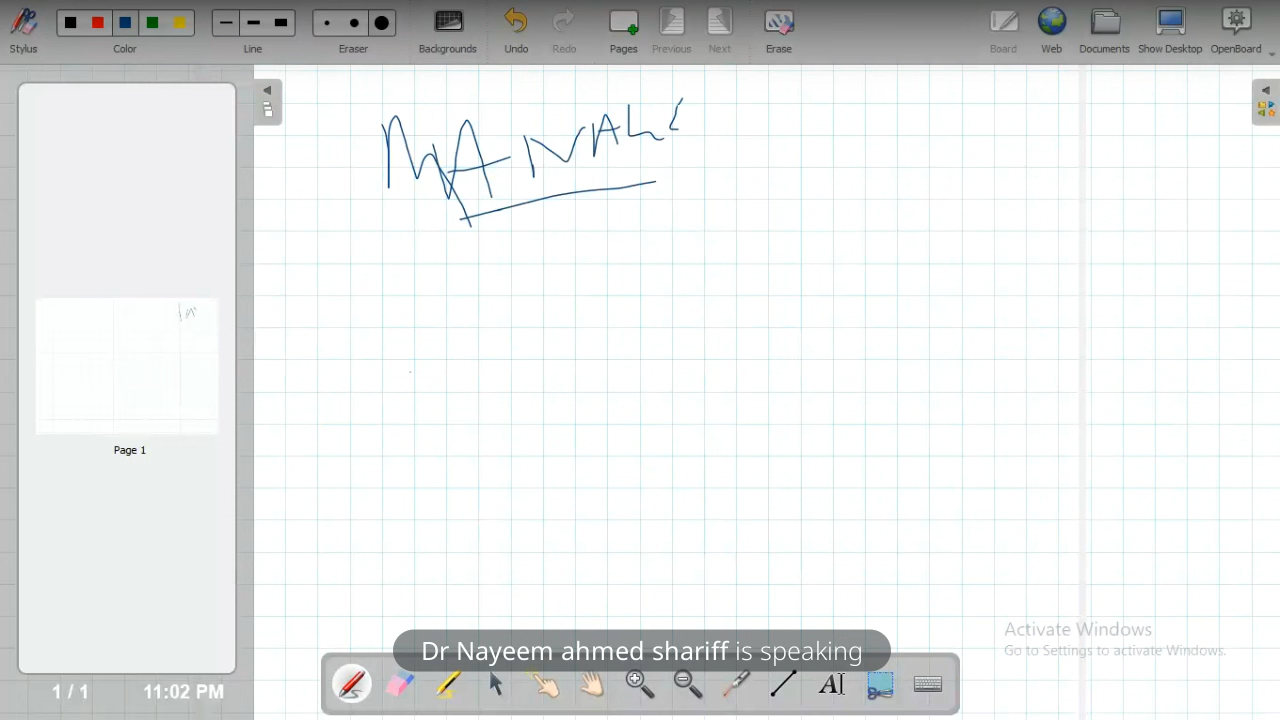 Stylus Color Line Eraser Backgrounds Undo Redo Pages Previous Next Erase Board Web Documents Show Desktop OpenBoard
Page 1
Activate Windows
Go to Settings to activate Windows.
Dr Nayeem ahmed shariff is speaking
1 / 1 11:02 PM